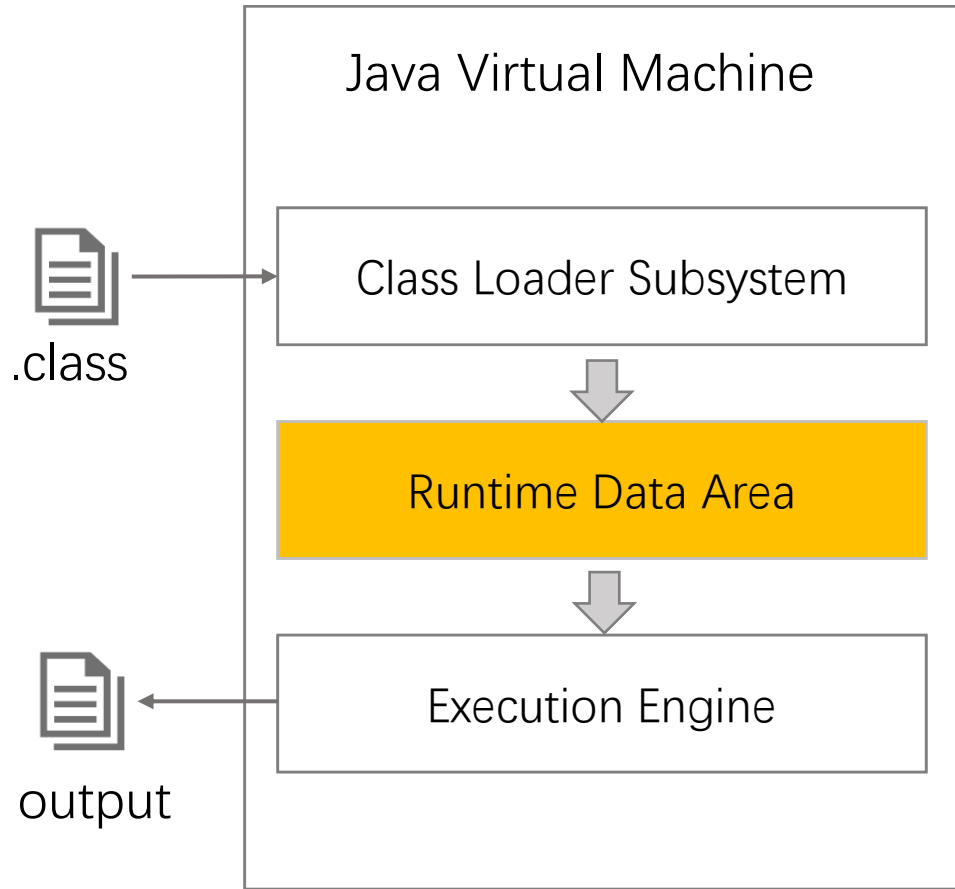 Java Virtual Machine
Class Loader Subsystem
.class
Runtime Data Area
Execution Engine
output